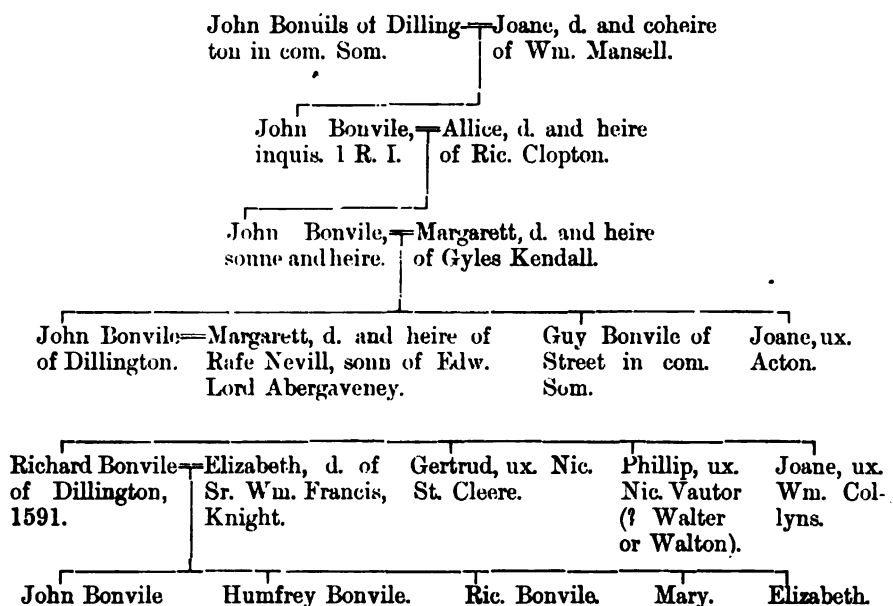 John Bonuils of Dilling-
ton in com. Som.
Joane, d. and coheire
of Wm. Mansell.
John Bonvile,
inquis. 1 R. I.
Allice, d. and heire
of Ric. Clopton.
John Bonvile,
sonne and heire.
Margarett, d. and heire
of Gyles Kendall.
John Bonvile
of Dillington.
Margarett, d. and heire of
Rafe Nevill, sonn of Edw.
Lord Abergaveney.
Guy Bonvile of
Street in com.
Som.
Joane, ux.
Acton.
Richard Bonvile
of Dillington,
1591.
Elizabeth, d. of
Sr. Wm. Francis,
Knight.
Gertrud, ux. Nic.
St. Cleere.
Phillip, ux.
Nic. Vautor
(? Walter
or Walton).
Joane, ux.
Wm. Col-
lyns.
John Bonvile
Humfrey Bonvile.
Ric. Bonvile.
Mary.
Elizabeth.